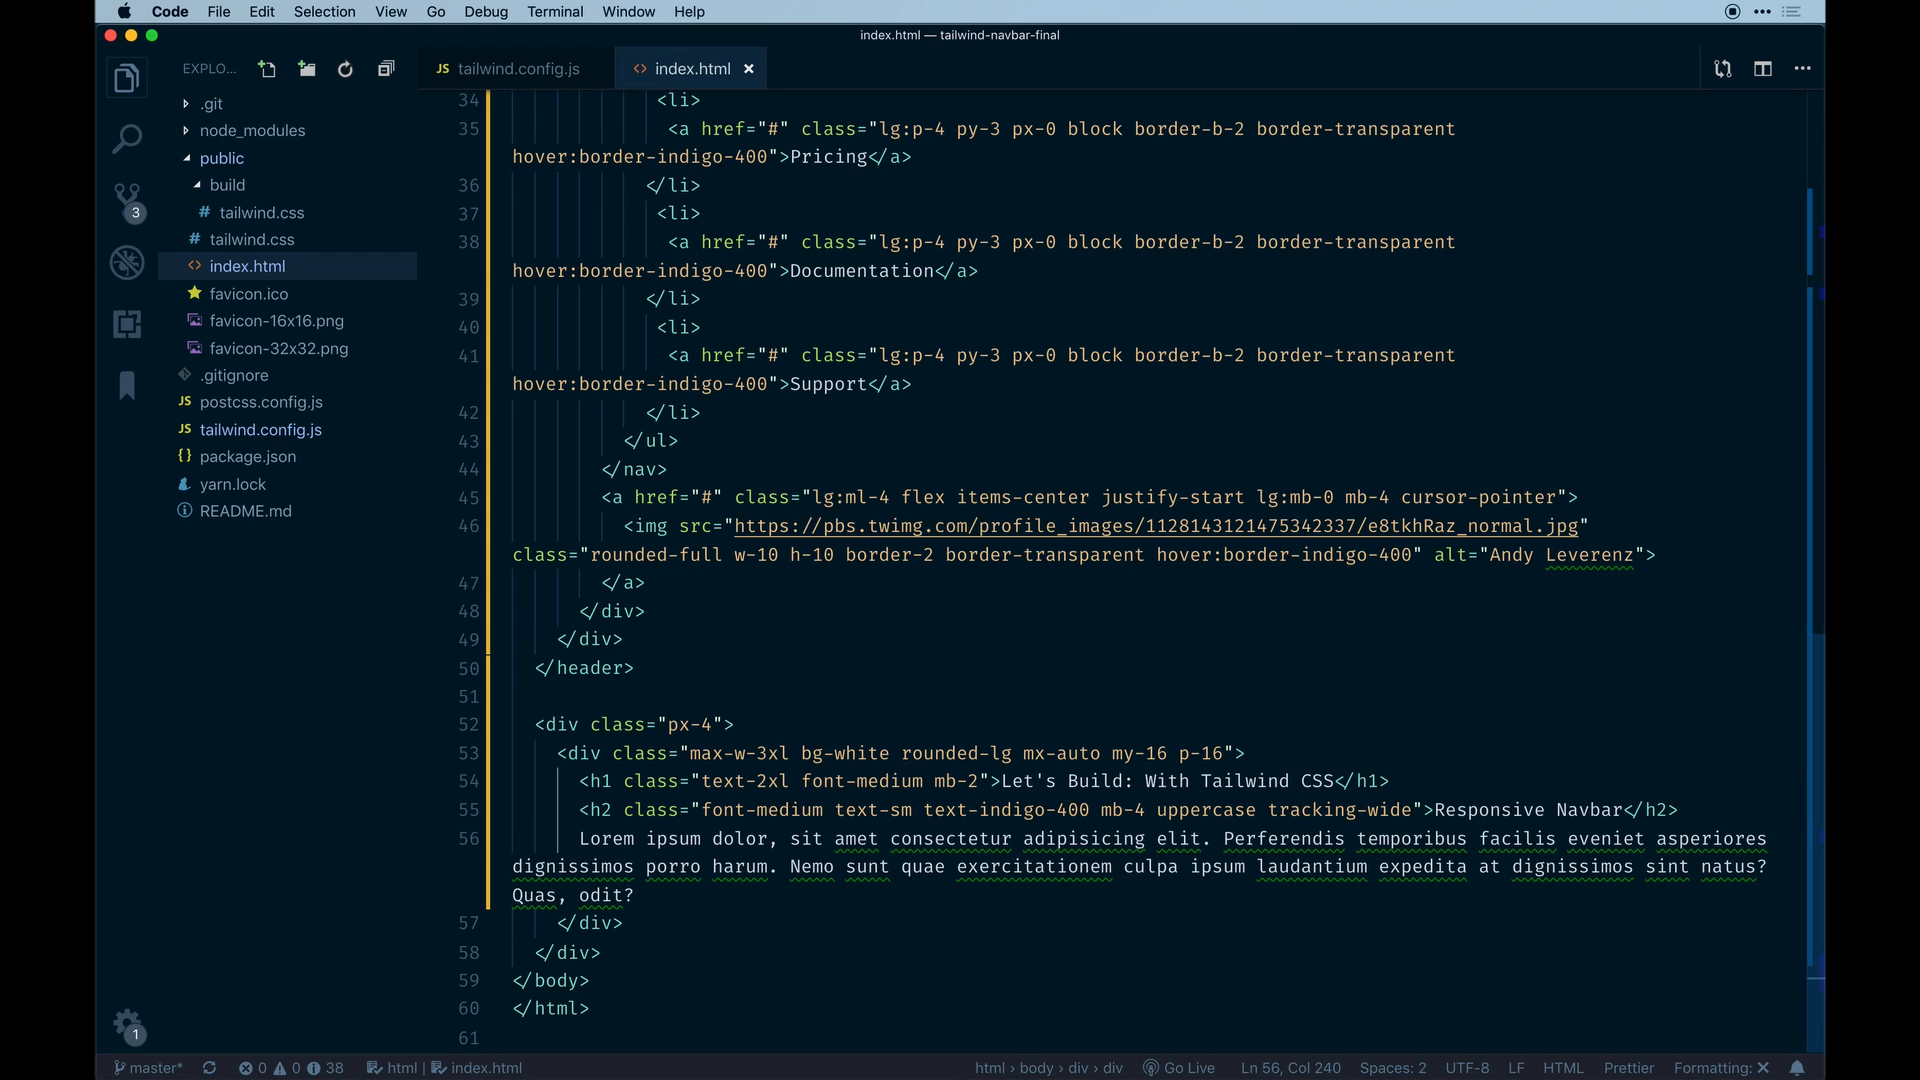 Code File Edit Selection View Go Debug Terminal Window Help
index.html — tailwind-navbar-final
EXPLO...
JS tailwind.config.js
<> index.html ×
.git
node_modules
public
build
# tailwind.css
# tailwind.css
<> index.html
favicon.ico
favicon-16x16.png
favicon-32x32.png
.gitignore
JS postcss.config.js
JS tailwind.config.js
{} package.json
yarn.lock
README.md
3
1
34 <li>
35 <a href="#" class="lg:p-4 py-3 px-0 block border-b-2 border-transparent
hover:border-indigo-400">Pricing</a>
36 </li>
37 <li>
38 <a href="#" class="lg:p-4 py-3 px-0 block border-b-2 border-transparent
hover:border-indigo-400">Documentation</a>
39 </li>
40 <li>
41 <a href="#" class="lg:p-4 py-3 px-0 block border-b-2 border-transparent
hover:border-indigo-400">Support</a>
42 </li>
43 </ul>
44 </nav>
45 <a href="#" class="lg:ml-4 flex items-center justify-start lg:mb-0 mb-4 cursor-pointer">
46 <img src="https://pbs.twimg.com/profile_images/1128143121475342337/e8tkhRaz_normal.jpg"
class="rounded-full w-10 h-10 border-2 border-transparent hover:border-indigo-400" alt="Andy Leverenz">
47 </a>
48 </div>
49 </div>
50 </header>
51
52 <div class="px-4">
53 <div class="max-w-3xl bg-white rounded-lg mx-auto my-16 p-16">
54 <h1 class="text-2xl font-medium mb-2">Let's Build: With Tailwind CSS</h1>
55 <h2 class="font-medium text-sm text-indigo-400 mb-4 uppercase tracking-wide">Responsive Navbar</h2>
56 Lorem ipsum dolor, sit amet consectetur adipisicing elit. Perferendis temporibus facilis eveniet asperiores
dignissimos porro harum. Nemo sunt quae exercitationem culpa ipsum laudantium expedita at dignissimos sint natus?
Quas, odit?
57 </div>
58 </div>
59 </body>
60 </html>
61
master* 0 0 38 html | index.html html › body › div › div Go Live Ln 56, Col 240 Spaces: 2 UTF-8 LF HTML Prettier Formatting: ×